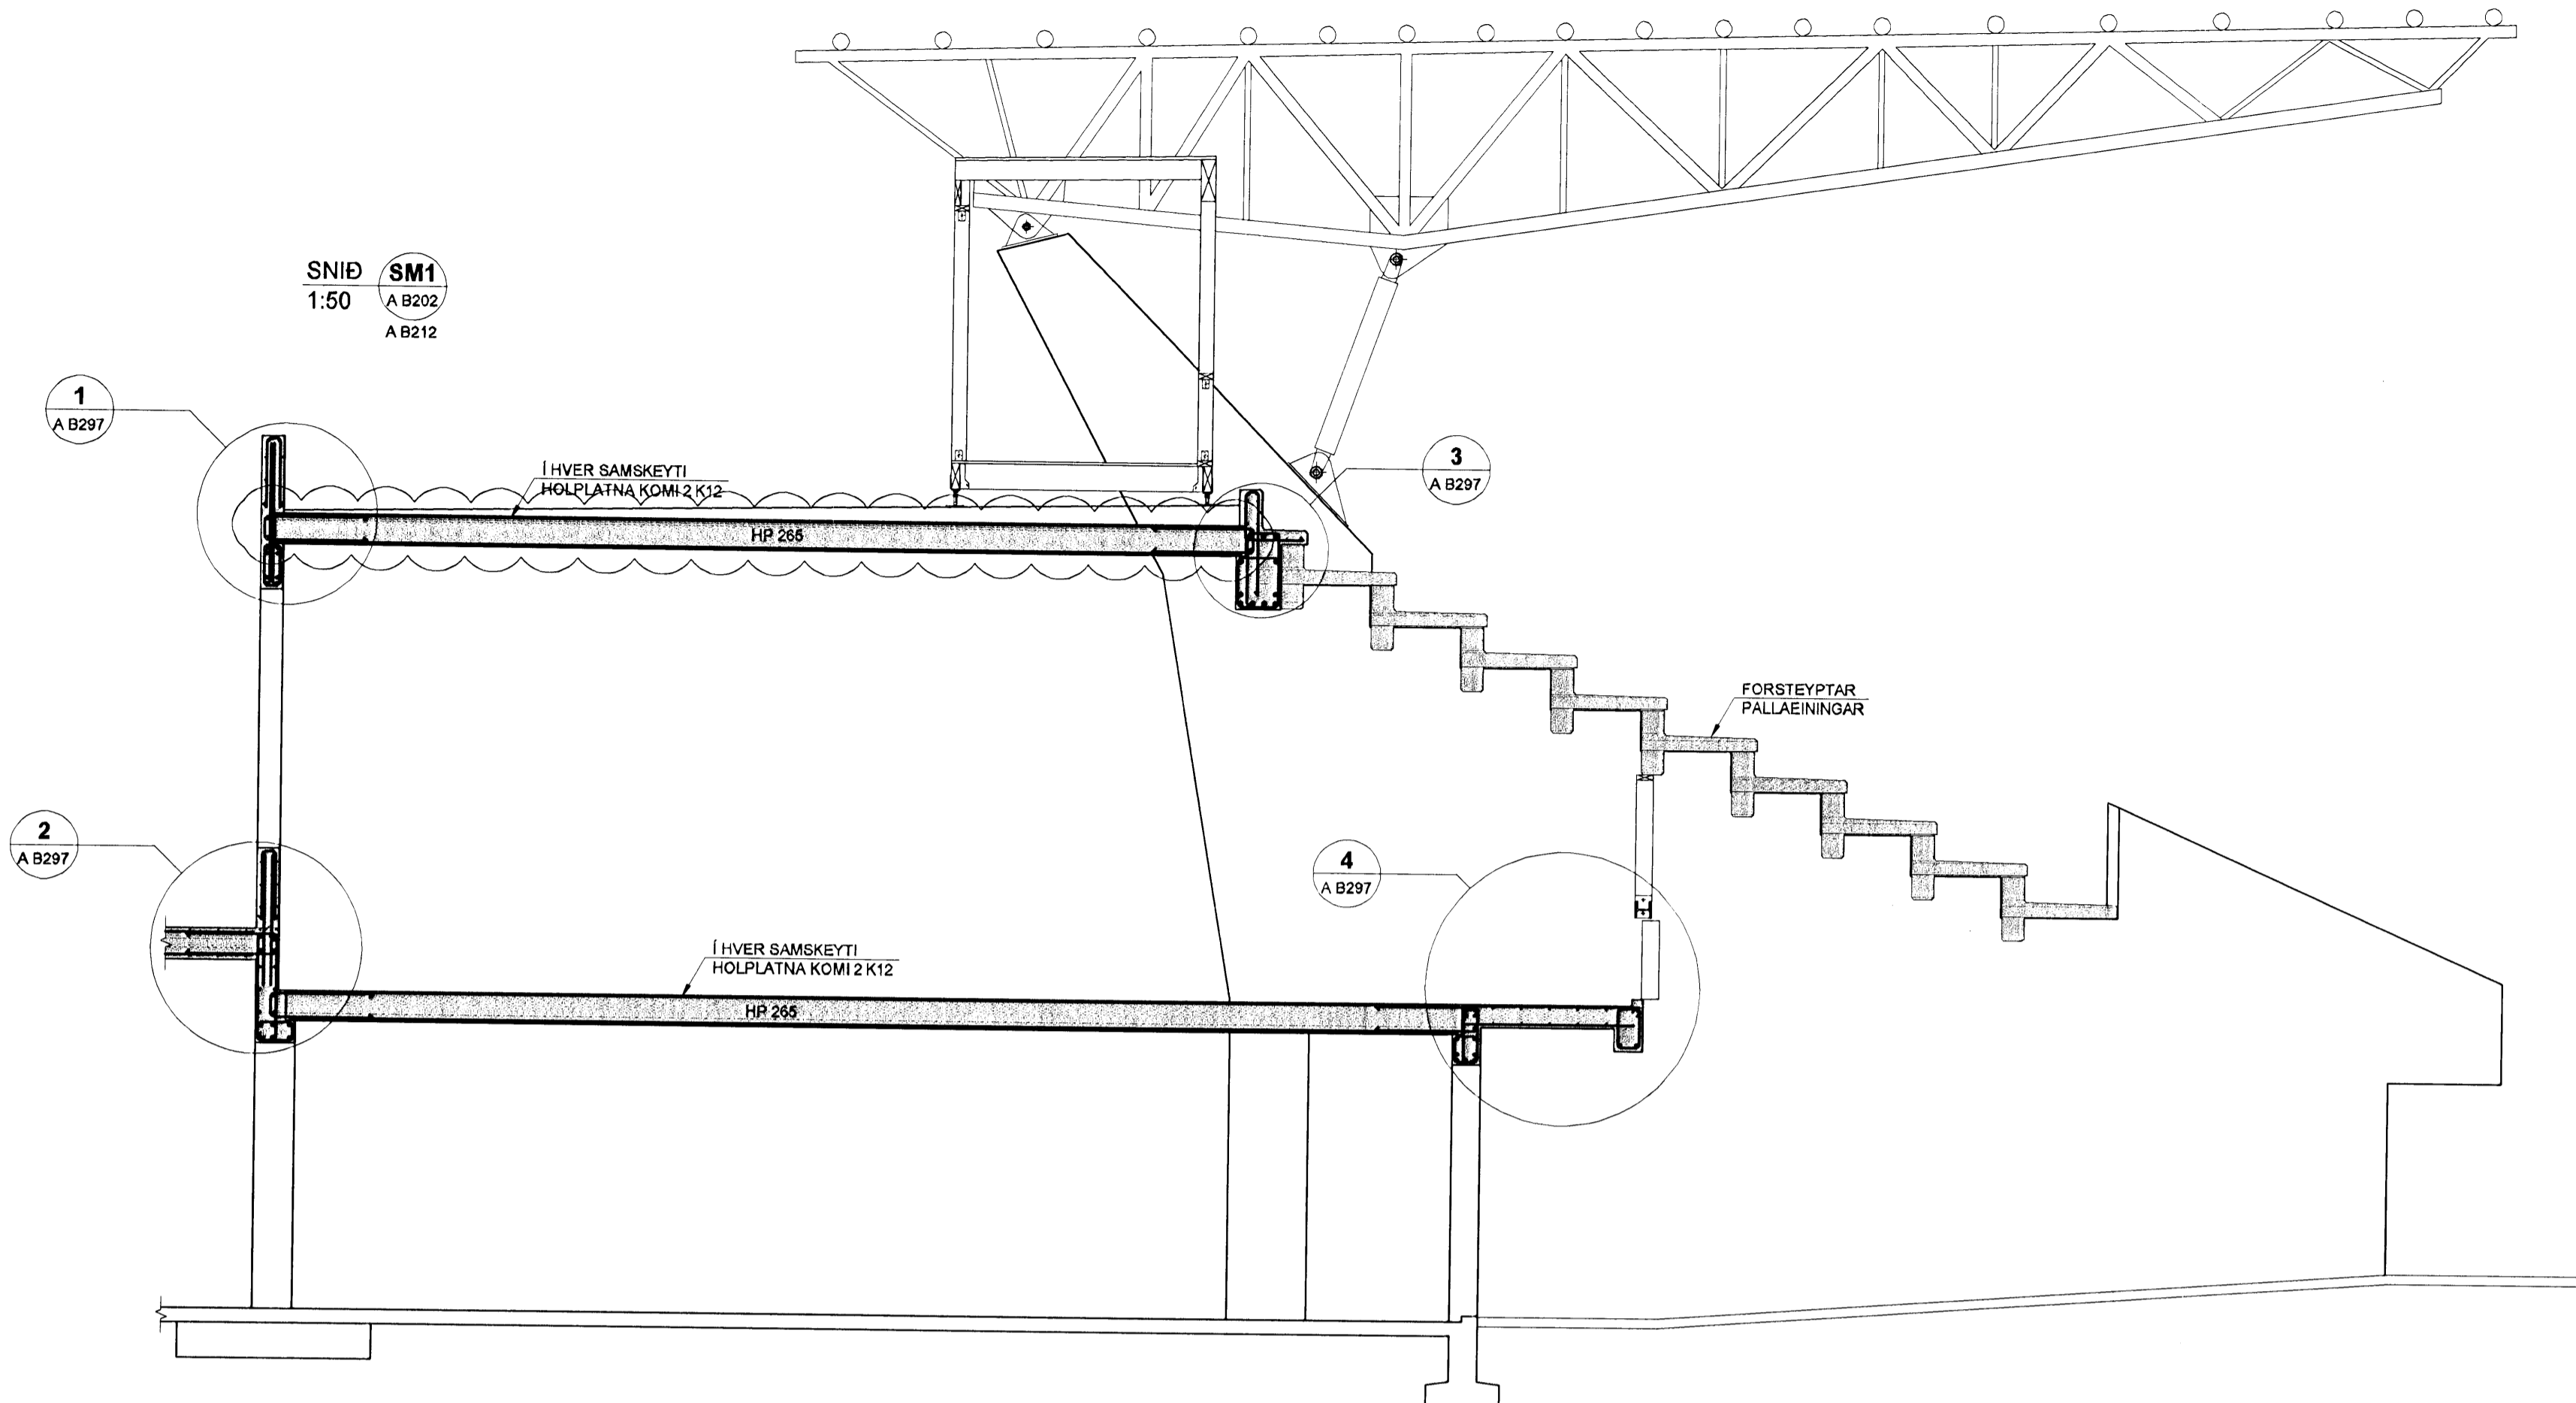 SNIÐ SM1
1:50 A B202
A B212
1
A B297
Í HVER SAMSKEYTI
HOLPLATNA KOMI 2 K12
3
A B297
HP 265
FORSTEYPTAR
PALLAEININGAR
2
A B297
4
A B297
Í HVER SAMSKEYTI
HOLPLATNA KOMI 2 K12
HP 265